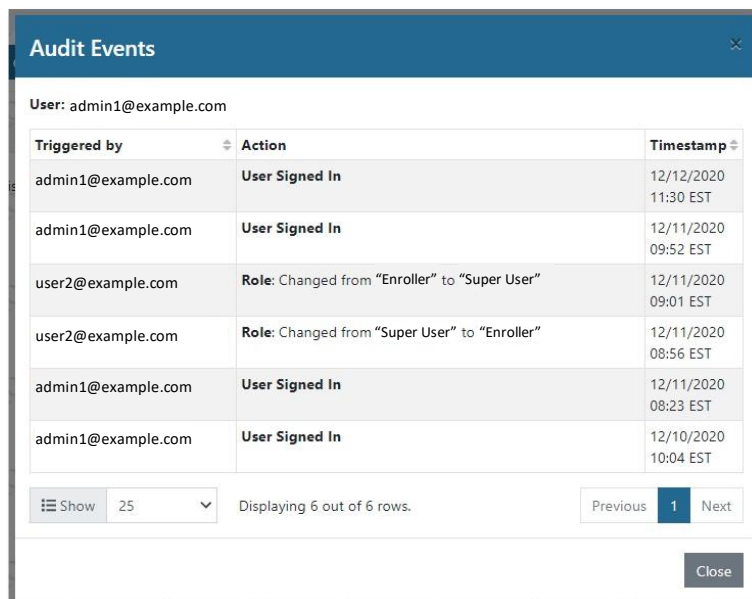 Audit Events ×
User: admin1@example.com
Triggered by Action Timestamp
admin1@example.com User Signed In 12/12/2020
11:30 EST
admin1@example.com User Signed In 12/11/2020
09:52 EST
user2@example.com Role: Changed from “Enroller” to “Super User” 12/11/2020
09:01 EST
user2@example.com Role: Changed from “Super User” to “Enroller” 12/11/2020
08:56 EST
admin1@example.com User Signed In 12/11/2020
08:23 EST
admin1@example.com User Signed In 12/10/2020
10:04 EST
Show 25 Displaying 6 out of 6 rows. Previous 1 Next
Close